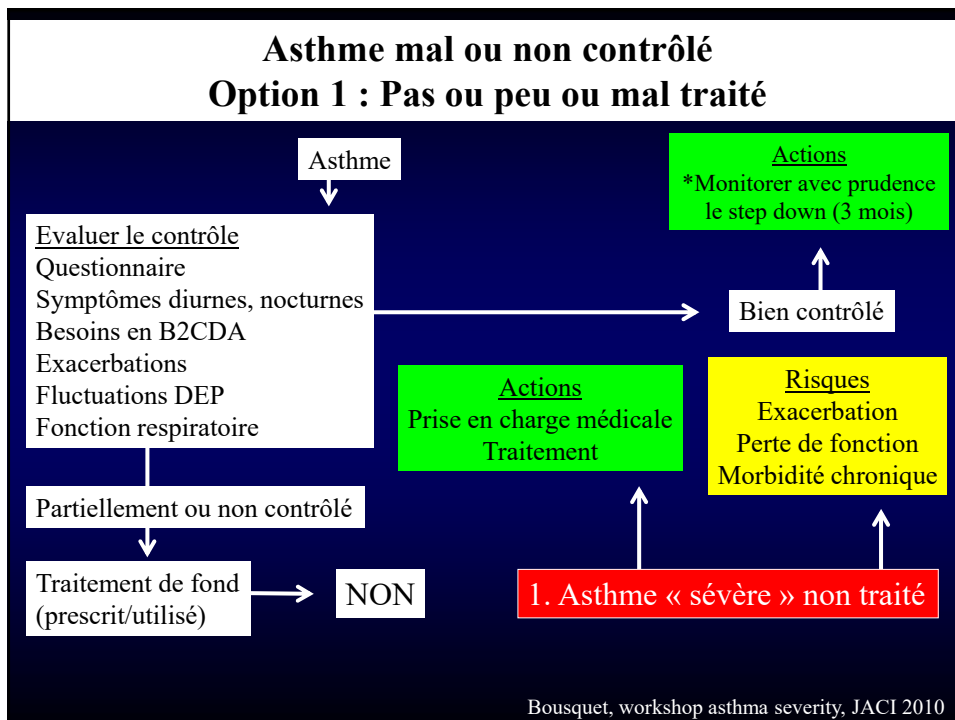 Asthme mal ou non contrôlé
Option 1 : Pas ou peu ou mal traité
Asthme
Actions
*Monitorer avec prudence
le step down (3 mois)
Evaluer le contrôle
Questionnaire
Symptômes diurnes, nocturnes
Besoins en B2CDA
Exacerbations
Fluctuations DEP
Fonction respiratoire
Bien contrôlé
Actions
Prise en charge médicale
Traitement
Risques
Exacerbation
Perte de fonction
Morbidité chronique
Partiellement ou non contrôlé
Traitement de fond
(prescrit/utilisé)
NON
1. Asthme « sévère » non traité
Bousquet, workshop asthma severity, JACI 2010